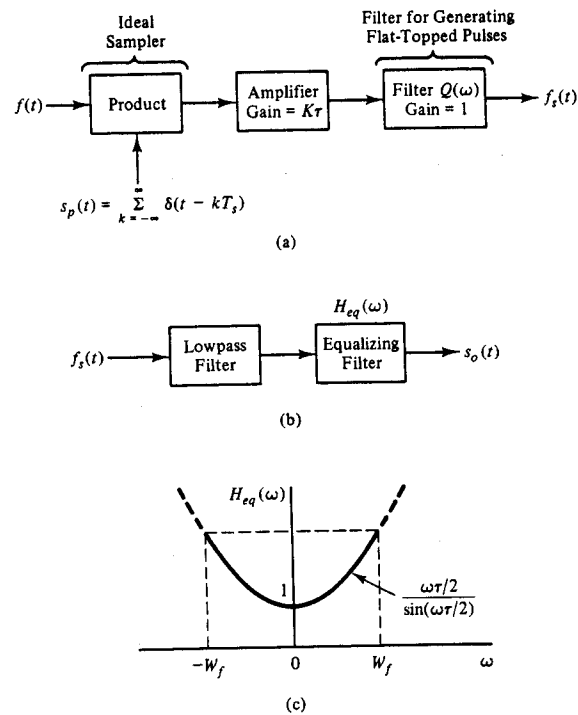 Ideal
Sampler
Filter for Generating
Flat-Topped Pulses
f(t)
Product
Amplifier
Gain = Kτ
Filter Q(ω)
Gain = 1
f_s(t)
s_p(t) = ∞ Σ k = -∞ δ(t - kT_s)
(a)
H_eq(ω)
f_s(t)
Lowpass
Filter
Equalizing
Filter
s_o(t)
(b)
H_eq(ω)
1
ωτ/2
sin(ωτ/2)
-W_f 0 W_f ω
(c)